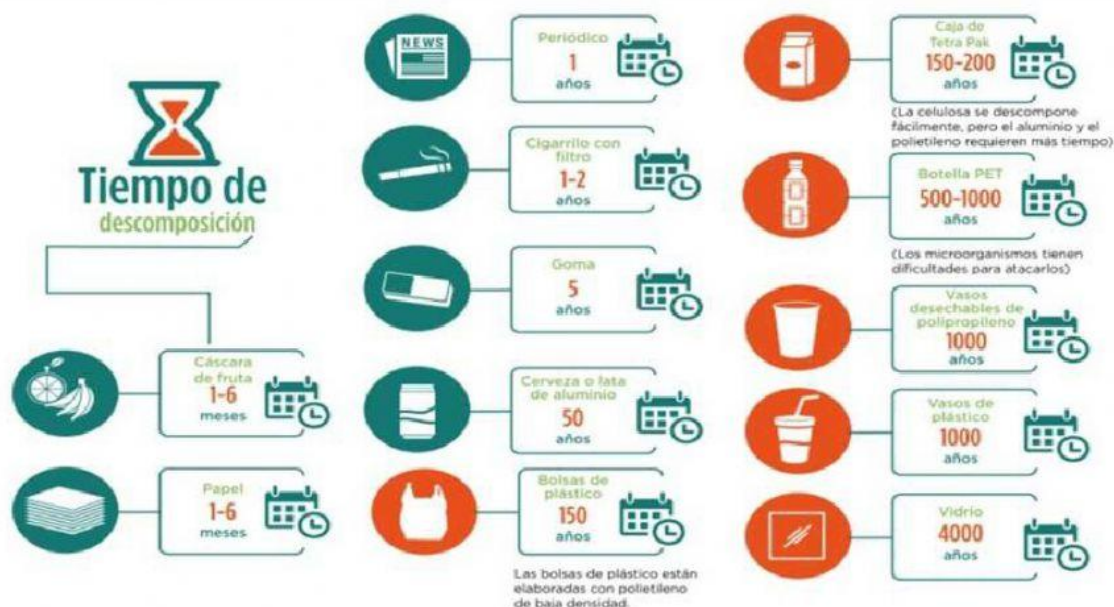 Tiempo de
descomposición
Cáscara
de fruta
1-6
meses
Papel
1-6
meses
NEWS
Periódico
1
años
Cigarrilo con
filtro
1-2
años
Goma
5
años
Cerveza o lata
de aluminio
50
años
Bolsas de
plástico
150
años
Las bolsas de plástico están
elaboradas con polietileno
de baja densidad.
Caja de
Tetra Pak
150-200
años
(La celulosa se descompone
fácilmente, pero el aluminio y el
polietileno requieren más tiempo)
Botella PET
500-1000
años
(Los microorganismos tienen
dificultades para atacarlos)
Vasos
desechables de
polipropileno
1000
años
Vasos de
plástico
1000
años
Vidrio
4000
años